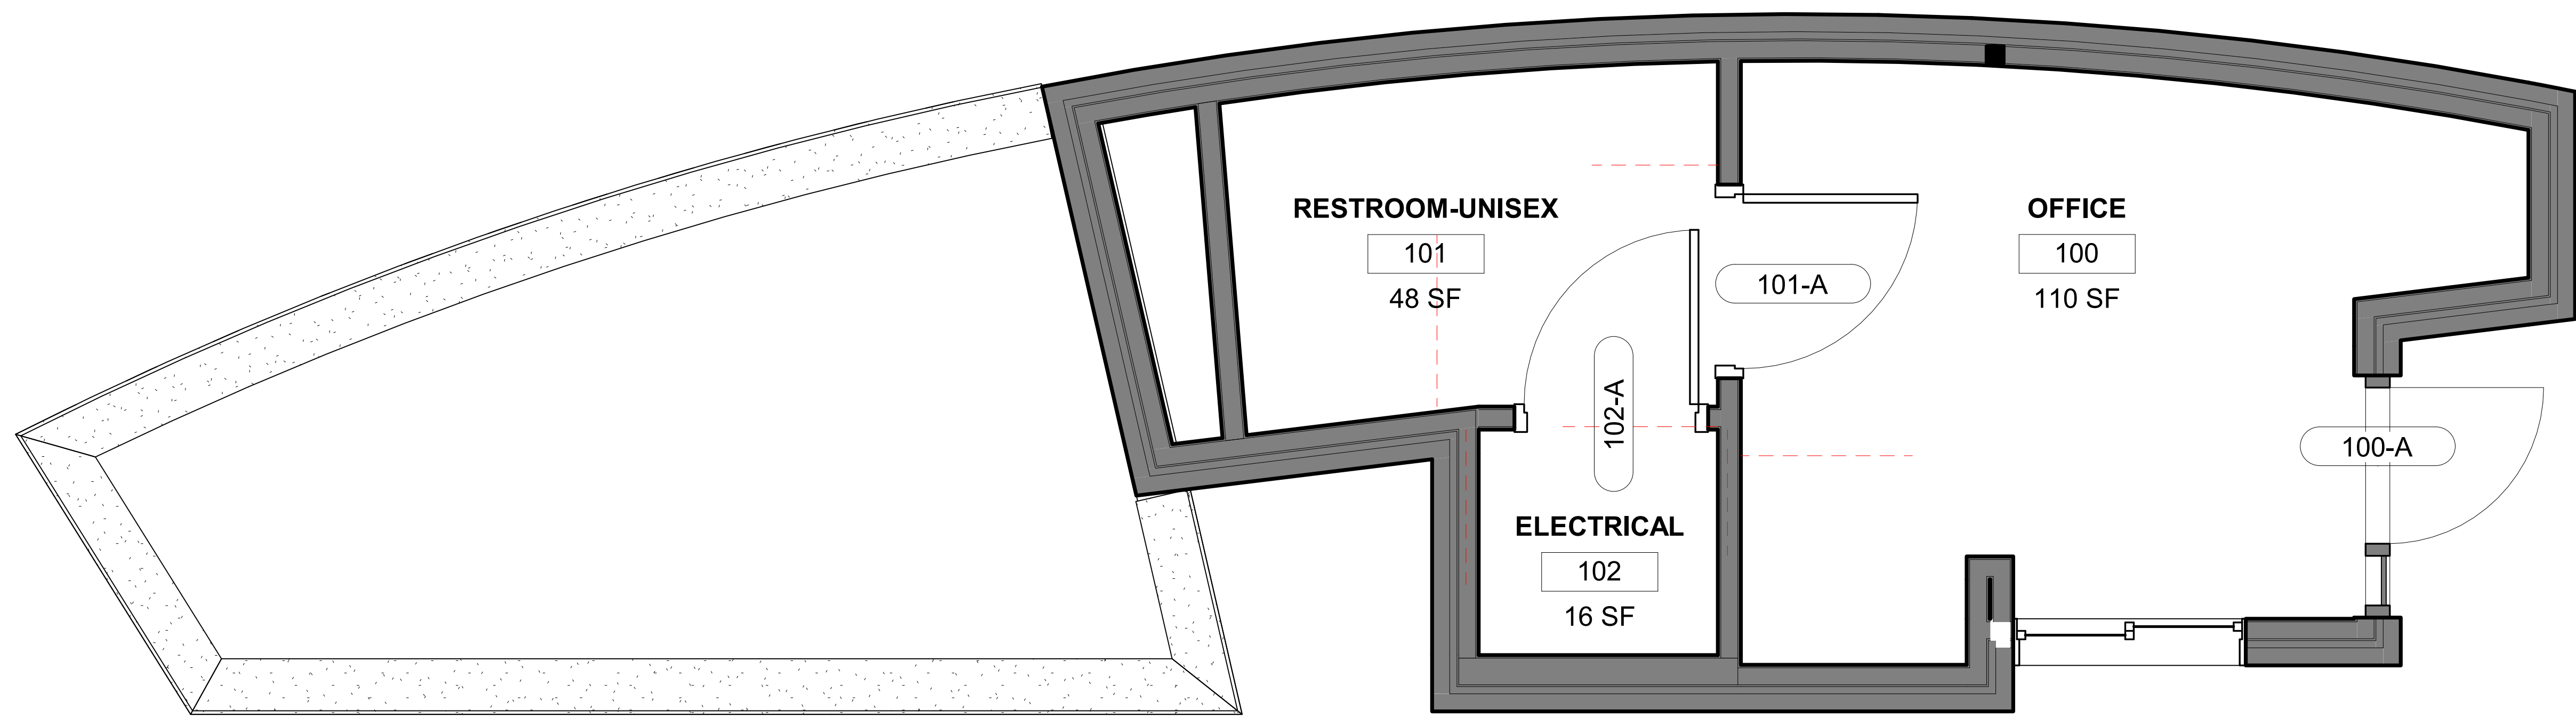 RESTROOM-UNISEX
101
48 SF
OFFICE
100
110 SF
101-A
102-A
100-A
ELECTRICAL
102
16 SF